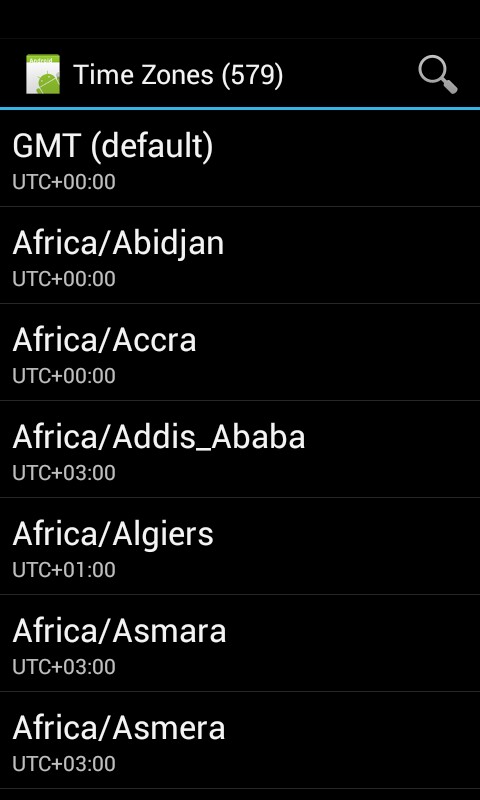 Android
Time Zones (579)
GMT (default)
UTC+00:00
Africa/Abidjan
UTC+00:00
Africa/Accra
UTC+00:00
Africa/Addis_Ababa
UTC+03:00
Africa/Algiers
UTC+01:00
Africa/Asmara
UTC+03:00
Africa/Asmera
UTC+03:00